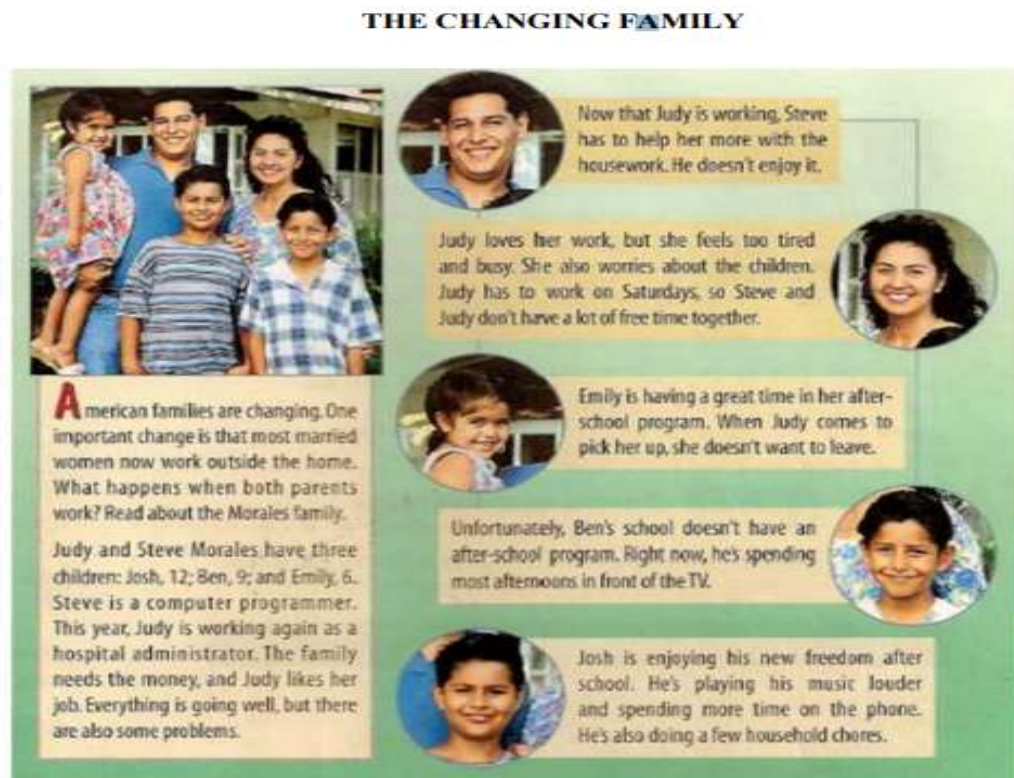 THE CHANGING FAMILY
American families are changing. One
important change is that most married
women now work outside the home.
What happens when both parents
work? Read about the Morales family.
Judy and Steve Morales have three
children: Josh, 12; Ben, 9; and Emily, 6.
Steve is a computer programmer.
This year, Judy is working again as a
hospital administrator. The family
needs the money, and Judy likes her
job. Everything is going well, but there
are also some problems.
Now that Judy is working, Steve
has to help her more with the
housework. He doesn't enjoy it.
Judy loves her work, but she feels too tired
and busy. She also worries about the children.
Judy has to work on Saturdays, so Steve and
Judy don't have a lot of free time together.
Emily is having a great time in her after-
school program. When Judy comes to
pick her up, she doesn't want to leave.
Unfortunately, Ben's school doesn't have an
after-school program. Right now, he's spending
most afternoons in front of the TV.
Josh is enjoying his new freedom after
school. He's playing his music louder
and spending more time on the phone.
He's also doing a few household chores.